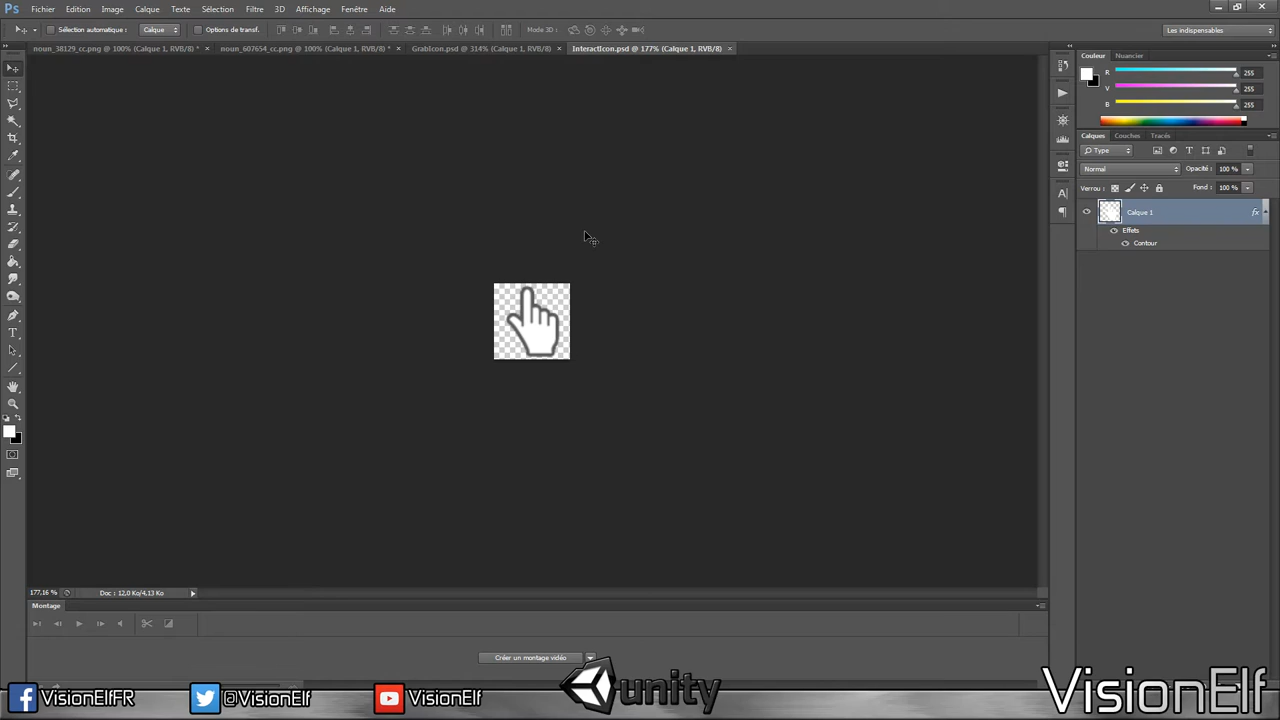 Ps Fichier Edition Image Calque Texte Sélection Filtre 3D Affichage Fenêtre Aide
Sélection automatique : Calque Options de transf. Mode 3D : Les indispensables
noun_38129_cc.png @ 100% (Calque 1, RVB/8) * × noun_607654_cc.png @ 100% (Calque 1, RVB/8) * × GrabIcon.psd @ 314% (Calque 1, RVB/8) × InteractIcon.psd @ 177% (Calque 1, RVB/8) ×
Couleur Nuancier
R 255
V 255
B 255
Calques Couches Tracés
Type
Normal Opacité : 100 %
Verrou : Fond : 100 %
Calque 1 fx
Effets
Contour
177,16 % Doc : 12,0 Ko/4,13 Ko
Montage
Créer un montage vidéo
VisionElfFR @VisionElf VisionElf unity VisionElf